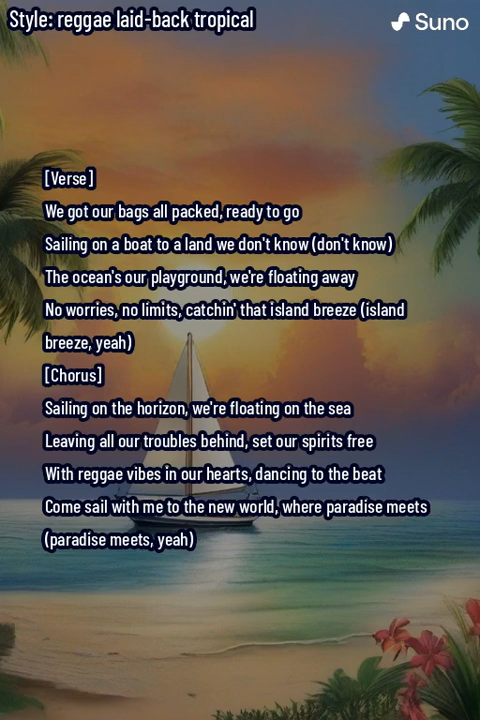 Style: reggae laid-back tropical
Suno
[Verse]
We got our bags all packed, ready to go
Sailing on a boat to a land we don't know (don't know)
The ocean's our playground, we're floating away
No worries, no limits, catchin' that island breeze (island
breeze, yeah)
[Chorus]
Sailing on the horizon, we're floating on the sea
Leaving all our troubles behind, set our spirits free
With reggae vibes in our hearts, dancing to the beat
Come sail with me to the new world, where paradise meets
(paradise meets, yeah)